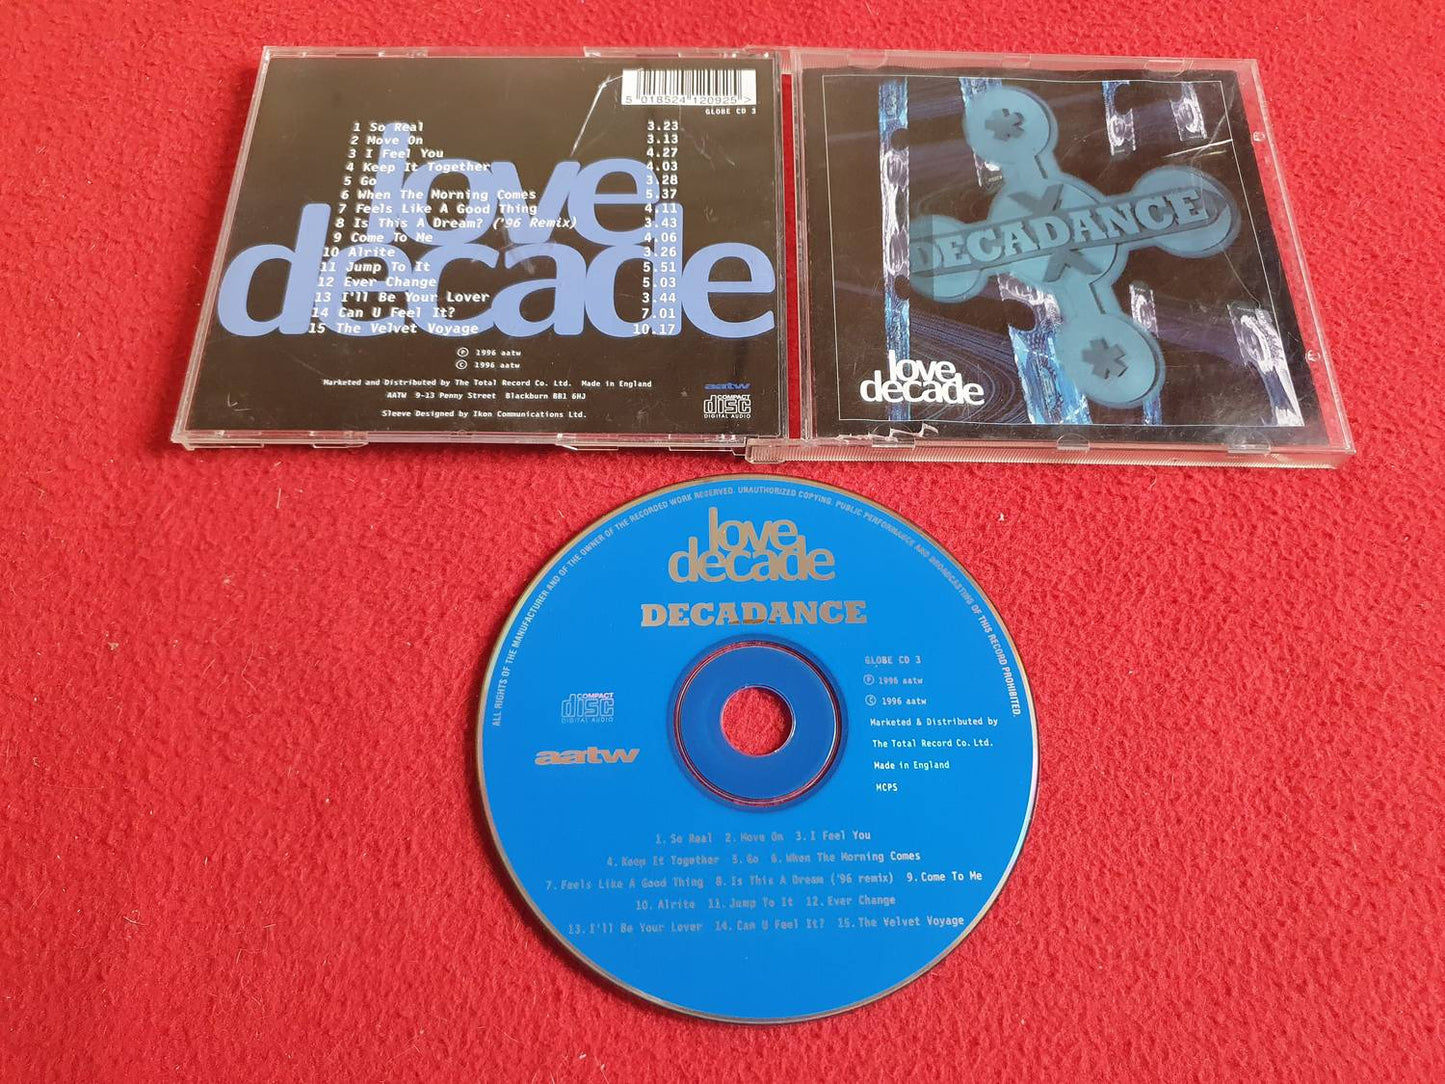 5 018524 120925 >
GLOBE CD 3
love
decade
1 So Real 3.23
2 Move On 3.13
3 I Feel You 4.27
4 Keep It Together 4.03
5 Go 3.28
6 When The Morning Comes 5.37
7 Feels Like A Good Thing 4.11
8 Is This A Dream? ('96 Remix) 3.43
9 Come To Me 4.06
10 Alrite 3.26
11 Jump To It 5.51
12 Ever Change 5.03
13 I'll Be Your Lover 3.44
14 Can U Feel It? 7.01
15 The Velvet Voyage 10.17
℗ 1996 aatw
© 1996 aatw
Marketed and Distributed by The Total Record Co. Ltd. Made in England
AATW 9-13 Penny Street Blackburn BB1 6HJ
Sleeve Designed by Ikon Communications Ltd.
aatw
COMPACT
disc
DIGITAL AUDIO
DECADANCE
love
decade
ALL RIGHTS OF THE MANUFACTURER AND OF THE OWNER OF THE RECORDED WORK RESERVED. UNAUTHORIZED COPYING, PUBLIC PERFORMANCE AND BROADCASTING OF THIS RECORD PROHIBITED.
love
decade
DECADANCE
GLOBE CD 3
℗ 1996 aatw
© 1996 aatw
Marketed & Distributed by
The Total Record Co. Ltd.
Made in England
MCPS
COMPACT
disc
DIGITAL AUDIO
aatw
1. So Real 2. Move On 3. I Feel You
4. Keep It Together 5. Go 6. When The Morning Comes
7. Feels Like A Good Thing 8. Is This A Dream ('96 remix) 9. Come To Me
10. Alrite 11. Jump To It 12. Ever Change
13. I'll Be Your Lover 14. Can U Feel It? 15. The Velvet Voyage